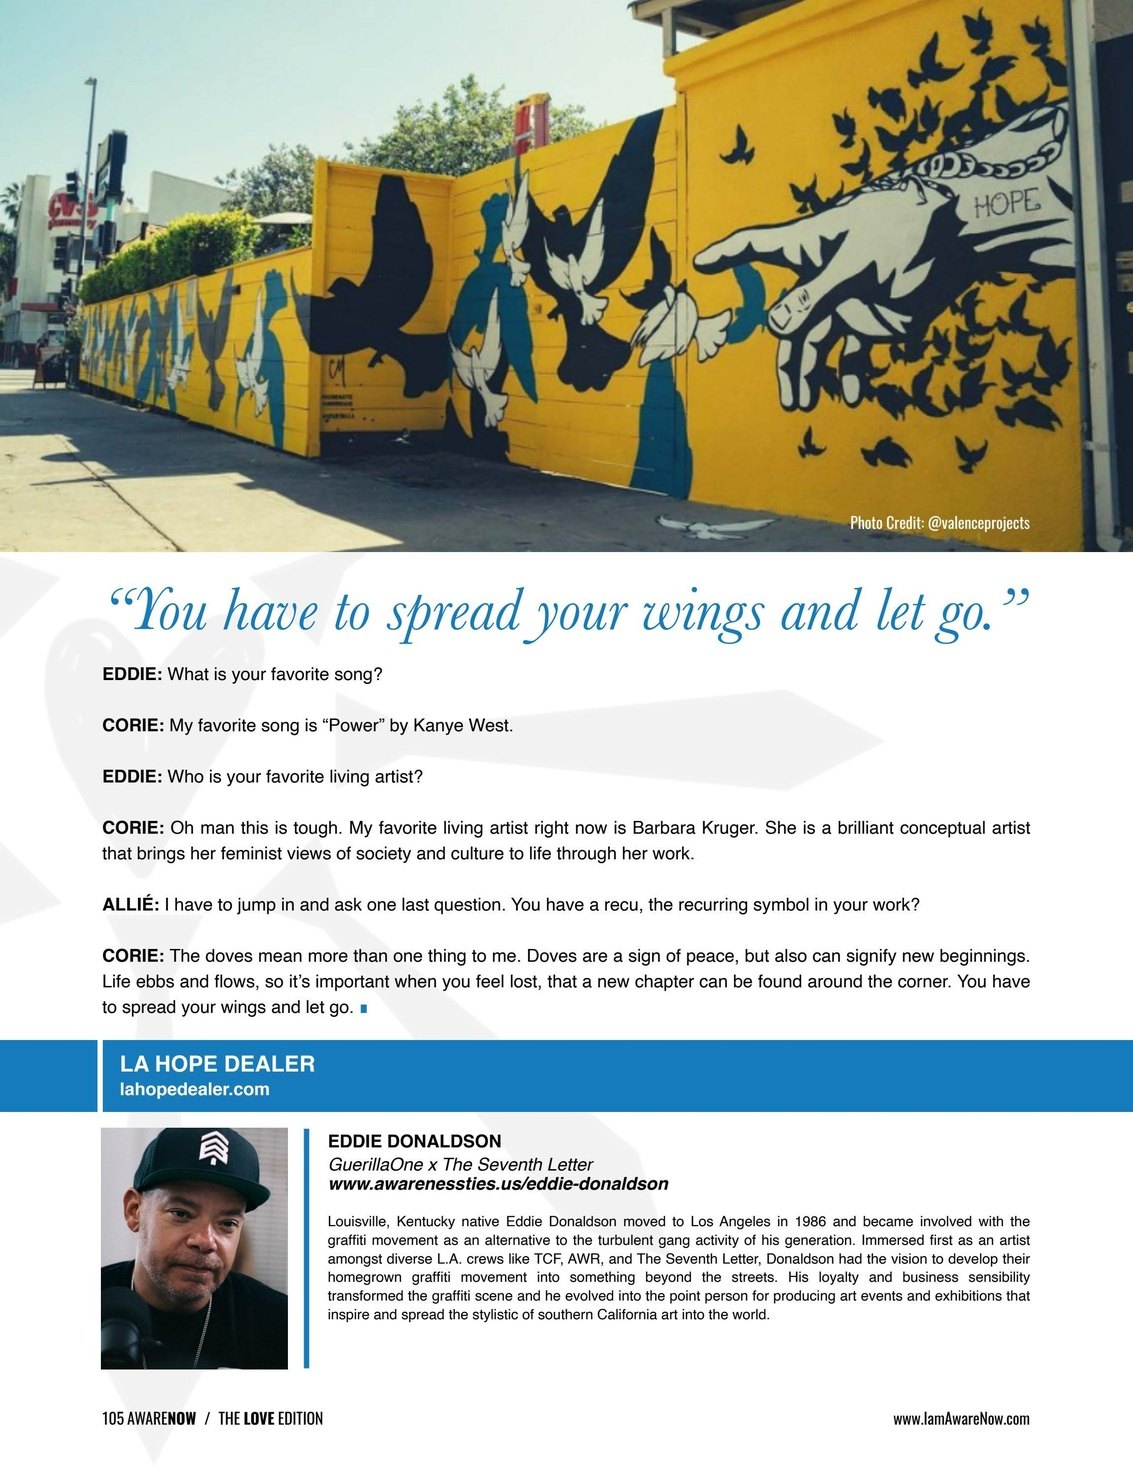 CVS
pharmacy
HOPE
CM
Photo Credit: @valenceprojects
“You have to spread your wings and let go.”
EDDIE: What is your favorite song?
CORIE: My favorite song is “Power” by Kanye West.
EDDIE: Who is your favorite living artist?
CORIE: Oh man this is tough. My favorite living artist right now is Barbara Kruger. She is a brilliant conceptual artist
that brings her feminist views of society and culture to life through her work.
ALLIÉ: I have to jump in and ask one last question. You have a recu, the recurring symbol in your work?
CORIE: The doves mean more than one thing to me. Doves are a sign of peace, but also can signify new beginnings.
Life ebbs and flows, so it’s important when you feel lost, that a new chapter can be found around the corner. You have
to spread your wings and let go.
LA HOPE DEALER
lahopedealer.com
EDDIE DONALDSON
GuerillaOne x The Seventh Letter
www.awarenessties.us/eddie-donaldson
Louisville, Kentucky native Eddie Donaldson moved to Los Angeles in 1986 and became involved with the
graffiti movement as an alternative to the turbulent gang activity of his generation. Immersed first as an artist
amongst diverse L.A. crews like TCF, AWR, and The Seventh Letter, Donaldson had the vision to develop their
homegrown graffiti movement into something beyond the streets. His loyalty and business sensibility
transformed the graffiti scene and he evolved into the point person for producing art events and exhibitions that
inspire and spread the stylistic of southern California art into the world.
105 AWARENOW / THE LOVE EDITION
www.IamAwareNow.com